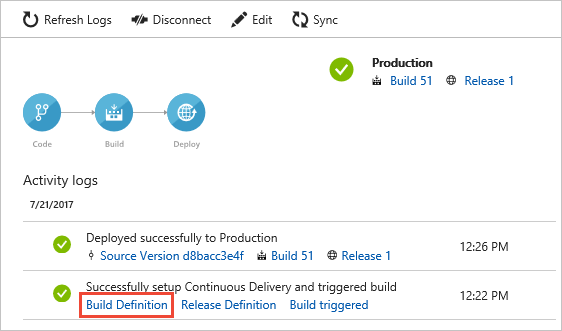 Refresh Logs Disconnect Edit Sync
Production
Build 51 Release 1
Code Build Deploy
Activity logs
7/21/2017
Deployed successfully to Production
Source Version d8bacc3e4f Build 51 Release 1 12:26 PM
Successfully setup Continuous Delivery and triggered build
Build Definition Release Definition Build triggered 12:22 PM